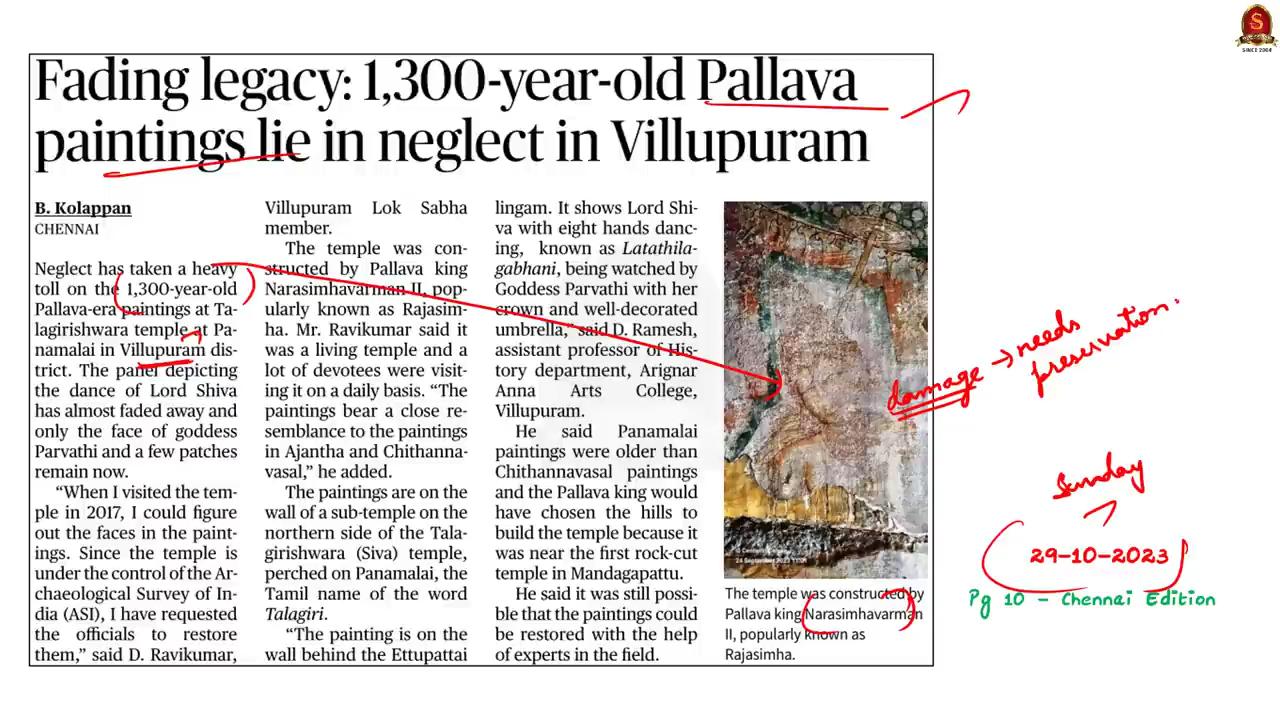 S
SINCE 2004
Fading legacy: 1,300-year-old Pallava
paintings lie in neglect in Villupuram
B. Kolappan
CHENNAI
Neglect has taken a heavy
toll on the 1,300-year-old
Pallava-era paintings at Ta-
lagirishwara temple at Pa-
namalai in Villupuram dis-
trict. The panel depicting
the dance of Lord Shiva
has almost faded away and
only the face of goddess
Parvathi and a few patches
remain now.
“When I visited the tem-
ple in 2017, I could figure
out the faces in the paint-
ings. Since the temple is
under the control of the Ar-
chaeological Survey of In-
dia (ASI), I have requested
the officials to restore
them,” said D. Ravikumar,
Villupuram Lok Sabha
member.
The temple was con-
structed by Pallava king
Narasimhavarman II, pop-
ularly known as Rajasim-
ha. Mr. Ravikumar said it
was a living temple and a
lot of devotees were visit-
ing it on a daily basis. “The
paintings bear a close re-
semblance to the paintings
in Ajantha and Chithanna-
vasal,” he added.
The paintings are on the
wall of a sub-temple on the
northern side of the Tala-
girishwara (Siva) temple,
perched on Panamalai, the
Tamil name of the word
Talagiri.
“The painting is on the
wall behind the Ettupattai
lingam. It shows Lord Shi-
va with eight hands danc-
ing, known as Latathila-
gabhani, being watched by
Goddess Parvathi with her
crown and well-decorated
umbrella,” said D. Ramesh,
assistant professor of His-
tory department, Arignar
Anna Arts College,
Villupuram.
He said Panamalai
paintings were older than
Chithannavasal paintings
and the Pallava king would
have chosen the hills to
build the temple because it
was near the first rock-cut
temple in Mandagapattu.
He said it was still possi-
ble that the paintings could
be restored with the help
of experts in the field.
The temple was constructed by
Pallava king Narasimhavarman
II, popularly known as
Rajasimha.
damage → needs
preservation.
Sunday
29-10-2023
Pg 10 - Chennai Edition